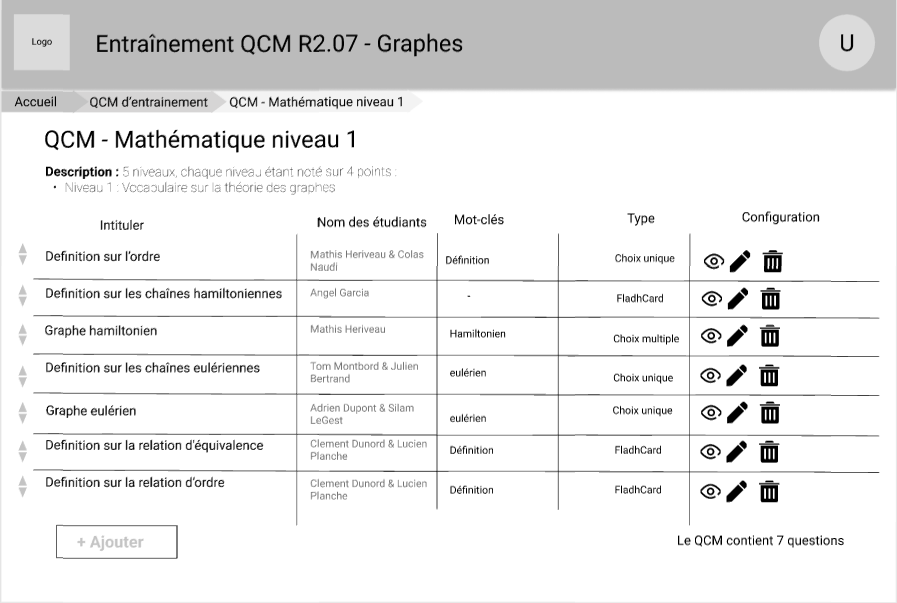 Logo
Entraînement QCM R2.07 - Graphes
U
Accueil
QCM d'entrainement
QCM - Mathématique niveau 1
QCM - Mathématique niveau 1
Description : 5 niveaux, chaque niveau étant noté sur 4 points :
• Niveau 1 : Vocabulaire sur la théorie des graphes
Intituler
Nom des étudiants
Mot-clés
Type
Configuration
Definition sur l'ordre
Mathis Heriveau & Colas
Naudi
Définition
Choix unique
Definition sur les chaînes hamiltoniennes
Angel Garcia
-
FladhCard
Graphe hamiltonien
Mathis Heriveau
Hamiltonien
Choix multiple
Definition sur les chaînes eulériennes
Tom Montbord & Julien
Bertrand
eulérien
Choix unique
Graphe eulérien
Adrien Dupont & Silam
LeGest
eulérien
Choix unique
Definition sur la relation d'équivalence
Clement Dunord & Lucien
Planche
Définition
FladhCard
Definition sur la relation d'ordre
Clement Dunord & Lucien
Planche
Définition
FladhCard
+ Ajouter
Le QCM contient 7 questions